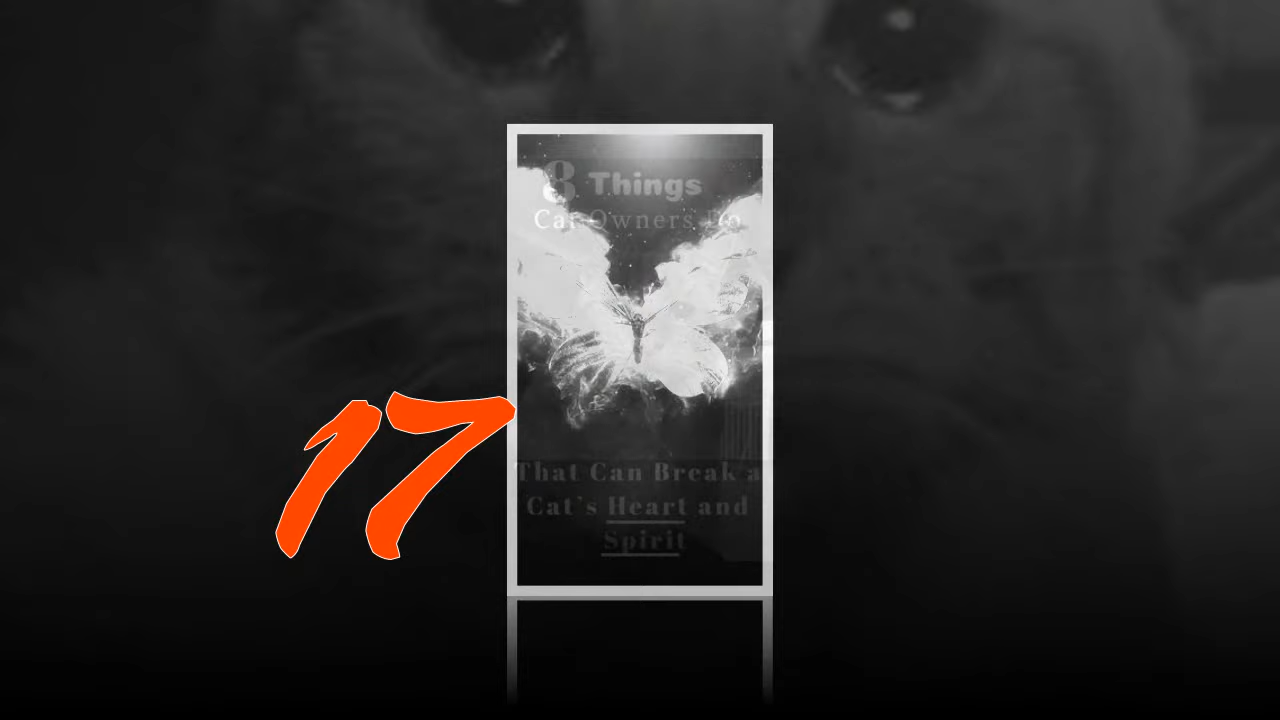 8 Things
Cat Owners Do
17
That Can Break a
Cat's Heart and
Spirit